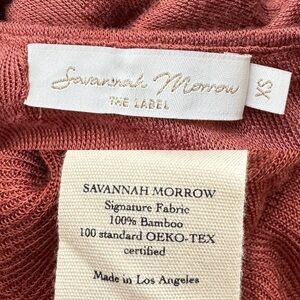 Savannah Morrow
THE LABEL
XS
SAVANNAH MORROW
Signature Fabric
100% Bamboo
100 standard OEKO-TEX
certified
Made in Los Angeles